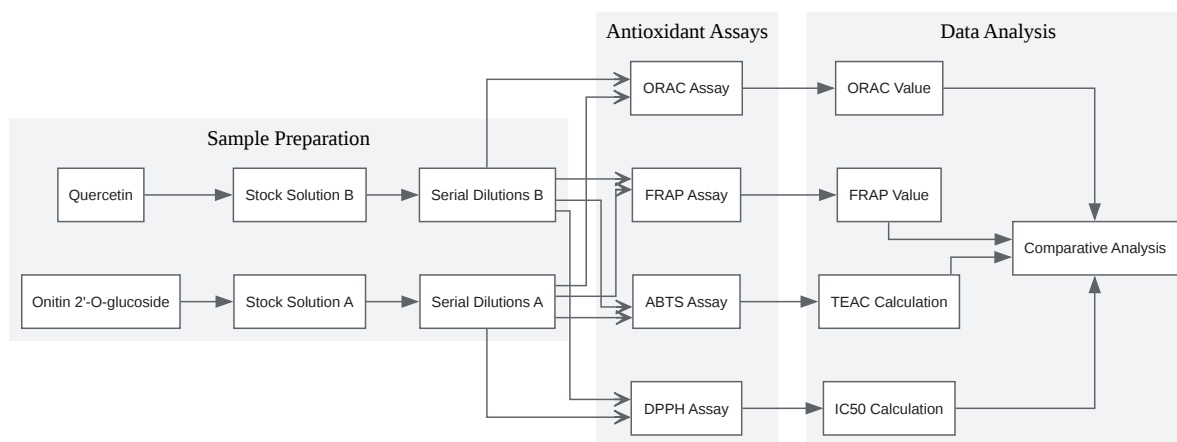 Antioxidant Assays
Data Analysis
ORAC Assay
ORAC Value
Sample Preparation
Quercetin
Stock Solution B
Serial Dilutions B
FRAP Assay
FRAP Value
Comparative Analysis
Onitin 2'-O-glucoside
Stock Solution A
Serial Dilutions A
ABTS Assay
TEAC Calculation
DPPH Assay
IC50 Calculation